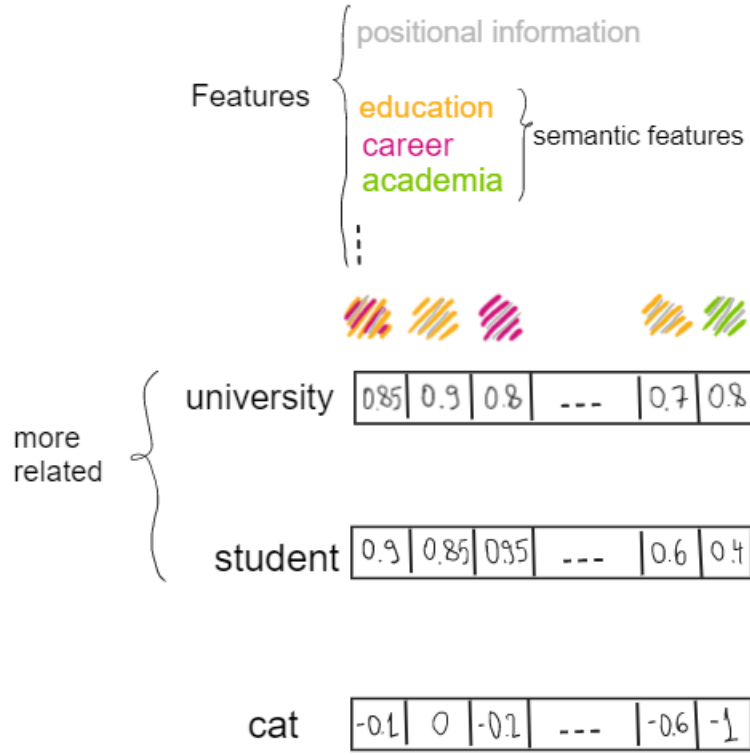 positional information
Features
education
career
academia
semantic features
more
related
university 0.85 0.9 0.8 --- 0.7 0.8
student 0.9 0.85 0.95 --- 0.6 0.4
cat -0.1 0 -0.2 --- -0.6 -1